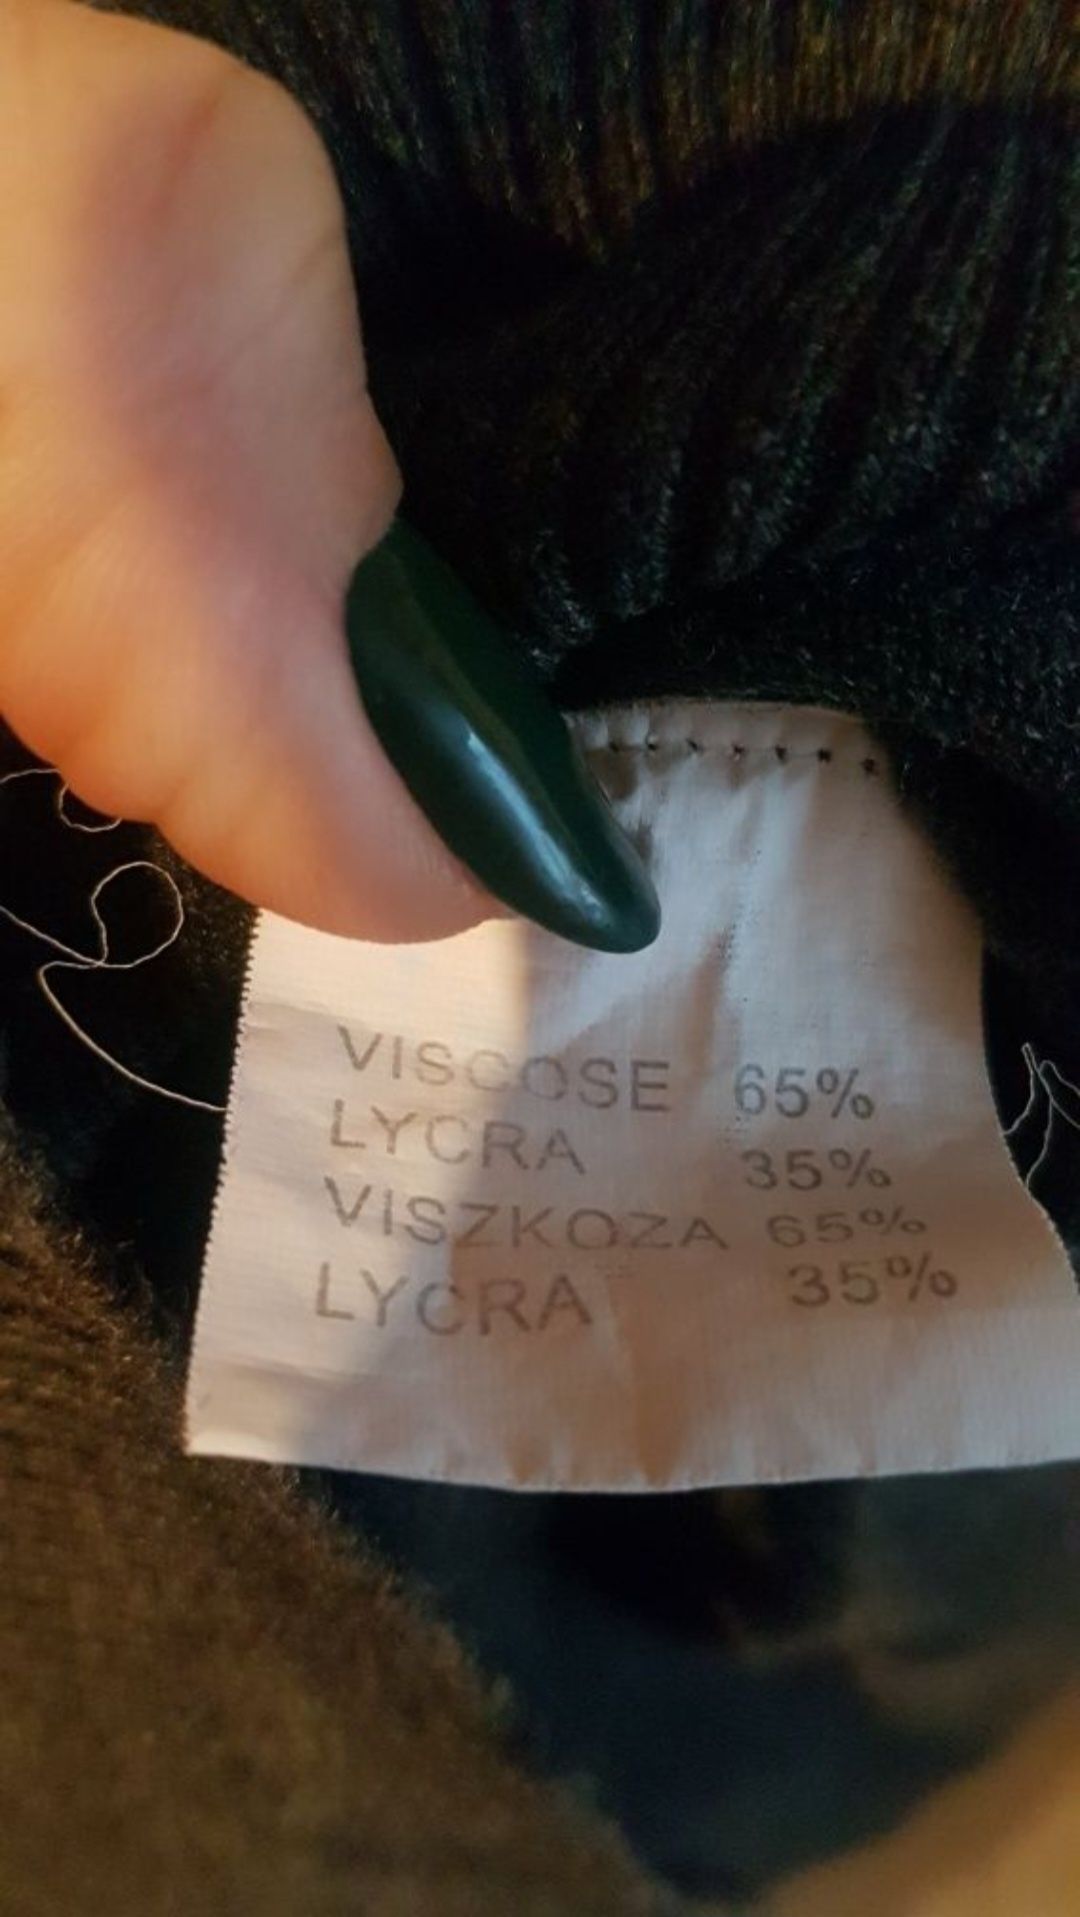 VISCOSE 65%
LYCRA 35%
VISZKOZA 65%
LYCRA 35%